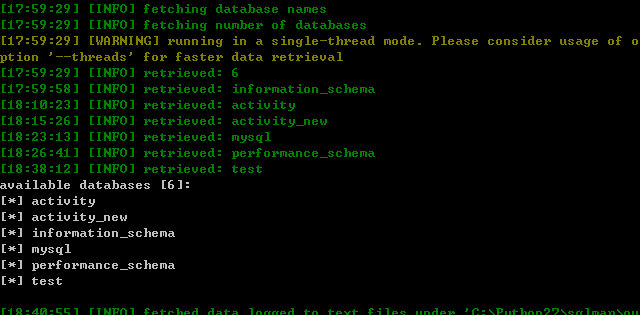 [17:59:29] [INFO] fetching database names
[17:59:29] [INFO] fetching number of databases
[17:59:29] [WARNING] running in a single-thread mode. Please consider usage of o
ption '--threads' for faster data retrieval
[17:59:29] [INFO] retrieved: 6
[17:59:58] [INFO] retrieved: information_schema
[18:10:23] [INFO] retrieved: activity
[18:15:26] [INFO] retrieved: activity_new
[18:23:13] [INFO] retrieved: mysql
[18:26:41] [INFO] retrieved: performance_schema
[18:38:12] [INFO] retrieved: test
available databases [6]:
[*] activity
[*] activity_new
[*] information_schema
[*] mysql
[*] performance_schema
[*] test
[18:40:55] [INFO] fetched data logged to text files under 'C:\Python27\sqlmap\ou